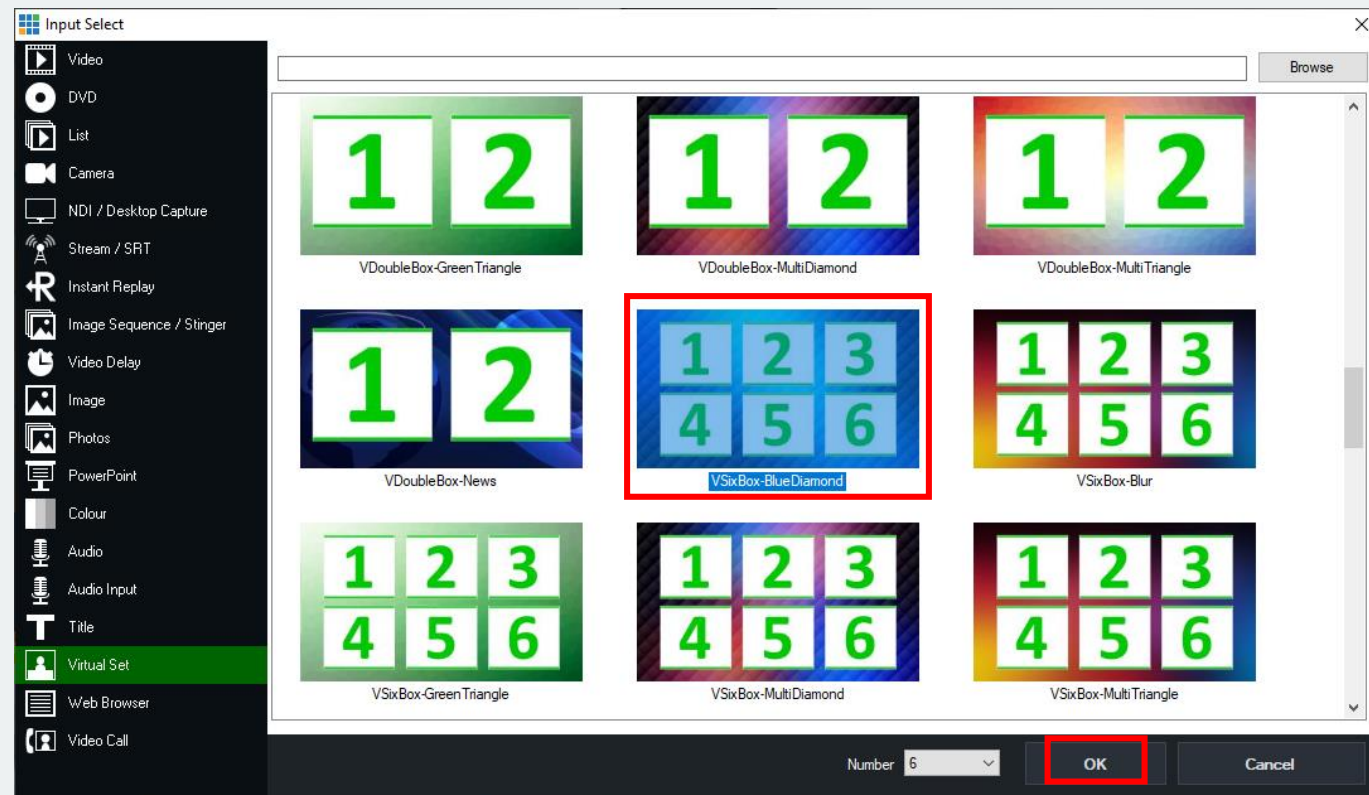 Input Select
Video
DVD
List
Camera
NDI / Desktop Capture
Stream / SRT
Instant Replay
Image Sequence / Stinger
Video Delay
Image
Photos
PowerPoint
Colour
Audio
Audio Input
Title
Virtual Set
Web Browser
Video Call
Browse
1 2
1 2
1 2
VDoubleBox-GreenTriangle
VDoubleBox-MultiDiamond
VDoubleBox-MultiTriangle
1 2
1 2 3
4 5 6
1 2 3
4 5 6
VDoubleBox-News
VSixBox-BlueDiamond
VSixBox-Blur
1 2 3
4 5 6
1 2 3
4 5 6
1 2 3
4 5 6
VSixBox-GreenTriangle
VSixBox-MultiDiamond
VSixBox-MultiTriangle
Number 6
OK
Cancel